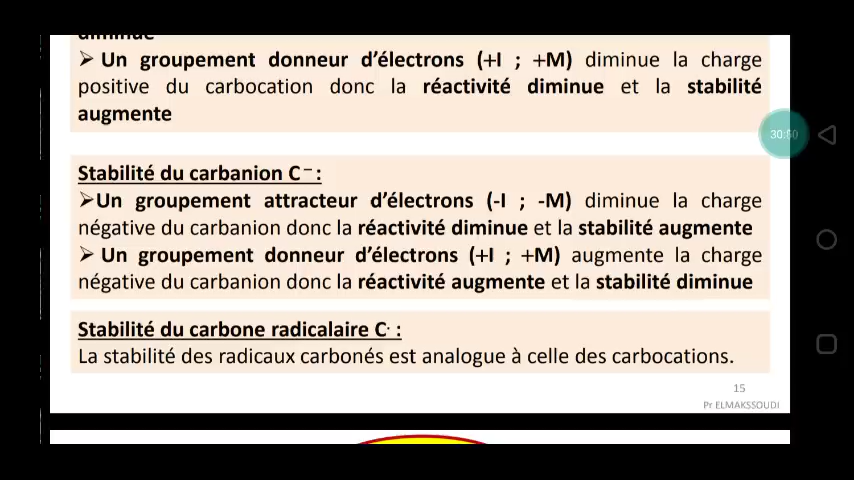 diminue
➢ Un groupement donneur d'électrons (+I ; +M) diminue la charge
positive du carbocation donc la réactivité diminue et la stabilité
augmente
Stabilité du carbanion C⁻ :
➢Un groupement attracteur d'électrons (-I ; -M) diminue la charge
négative du carbanion donc la réactivité diminue et la stabilité augmente
➢ Un groupement donneur d'électrons (+I ; +M) augmente la charge
négative du carbanion donc la réactivité augmente et la stabilité diminue
Stabilité du carbone radicalaire C· :
La stabilité des radicaux carbonés est analogue à celle des carbocations.
15
Pr ELMAKSSOUDI